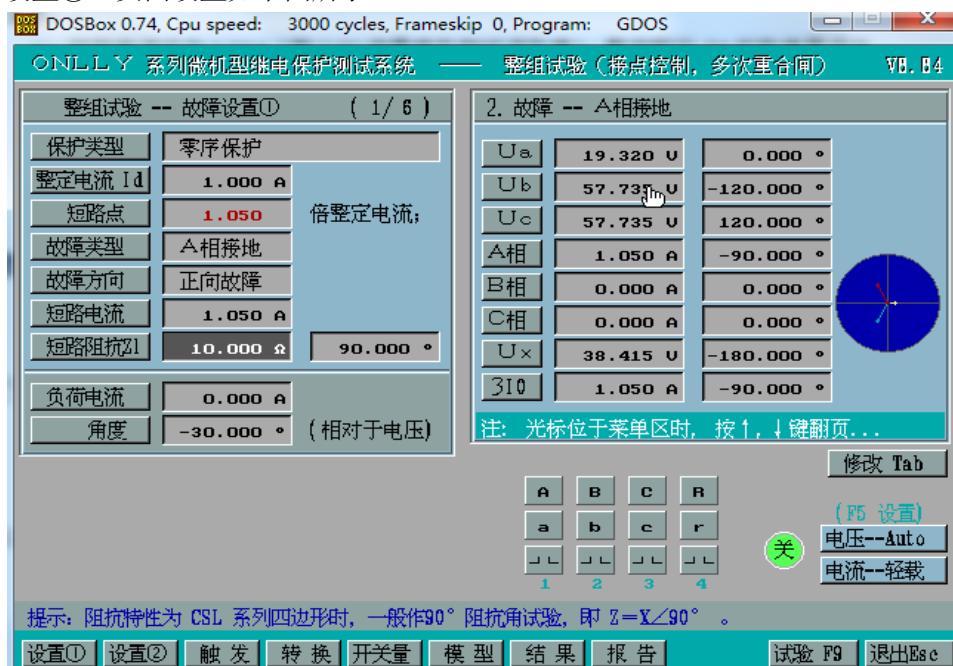 DOSBox 0.74, Cpu speed: 3000 cycles, Frameskip 0, Program: GDOS
ONLLY 系列微机型继电保护测试系统 —— 整组试验(接点控制, 多次重合闸) V8.04
整组试验 -- 故障设置① ( 1/ 6 )
保护类型 零序保护
整定电流 Id 1.000 A
短路点 1.050 倍整定电流;
故障类型 A相接地
故障方向 正向故障
短路电流 1.050 A
短路阻抗Zl 10.000 Ω 90.000 °
负荷电流 0.000 A
角度 -30.000 ° (相对于电压)
2. 故障 -- A相接地
Ua 19.320 V 0.000 °
Ub 57.735 V -120.000 °
Uc 57.735 V 120.000 °
A相 1.050 A -90.000 °
B相 0.000 A 0.000 °
C相 0.000 A 0.000 °
Ux 38.415 V -180.000 °
3I0 1.050 A -90.000 °
注: 光标位于菜单区时, 按↑,↓键翻页...
修改 Tab
A B C R
a b c r
1 2 3 4
关
(F5 设置)
电压--Auto
电流--轻载
提示: 阻抗特性为 CSL 系列四边形时, 一般作90° 阻抗角试验, 即 Z=X∠90° 。
设置① 设置② 触 发 转 换 开关量 模 型 结 果 报 告 试验 F9 退出Esc